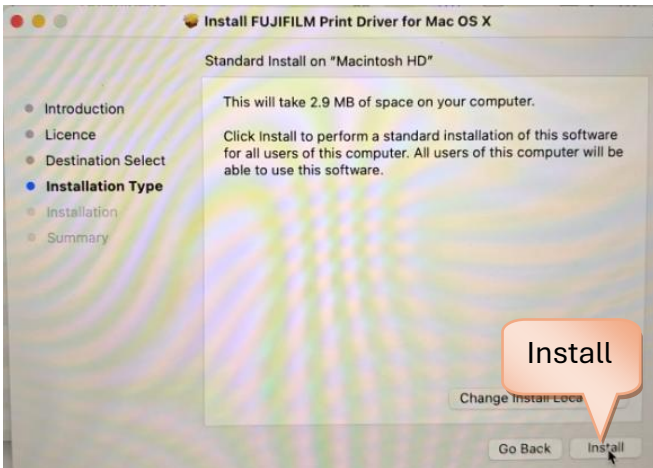 Install FUJIFILM Print Driver for Mac OS X
Standard Install on "Macintosh HD"
Introduction
Licence
Destination Select
Installation Type
Installation
Summary
This will take 2.9 MB of space on your computer.
Click Install to perform a standard installation of this software
for all users of this computer. All users of this computer will be
able to use this software.
Install
Change Install
Go Back
Install